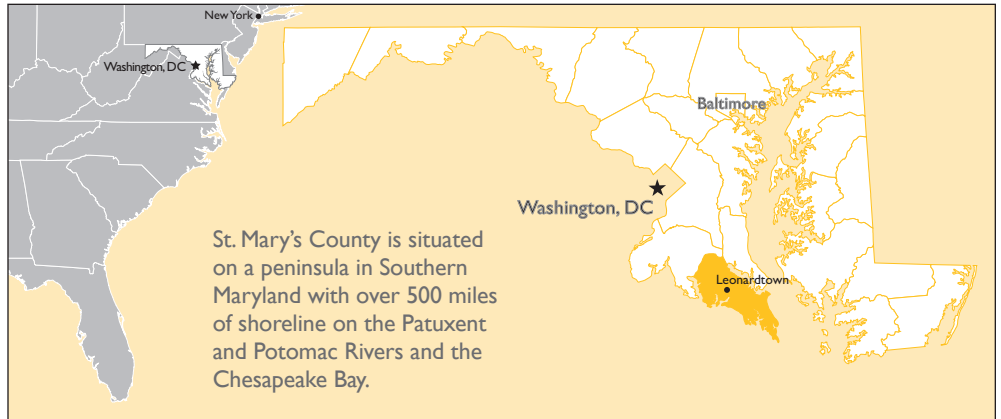 New York
Washington, DC
Baltimore
Washington, DC
Leonardtown
St. Mary’s County is situated
on a peninsula in Southern
Maryland with over 500 miles
of shoreline on the Patuxent
and Potomac Rivers and the
Chesapeake Bay.